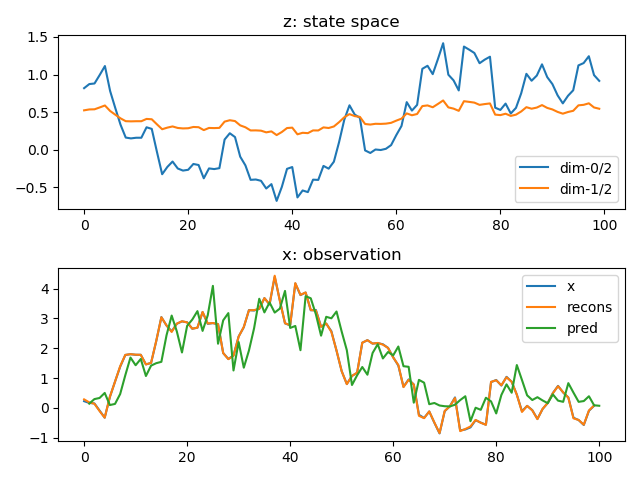 z: state space
1.5
1.0
0.5
0.0
−0.5
dim-0/2
dim-1/2
0 20 40 60 80 100
x: observation
4
3
2
1
0
−1
x
recons
pred
0 20 40 60 80 100